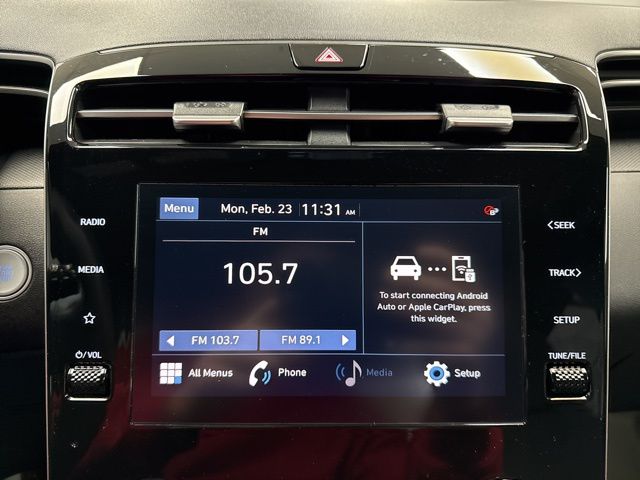 Menu Mon, Feb. 23 11:31 AM
FM
105.7
FM 103.7 FM 89.1
To start connecting Android
Auto or Apple CarPlay, press
this widget.
All Menus Phone Media Setup
RADIO
MEDIA
/VOL
<SEEK
TRACK>
SETUP
TUNE/FILE